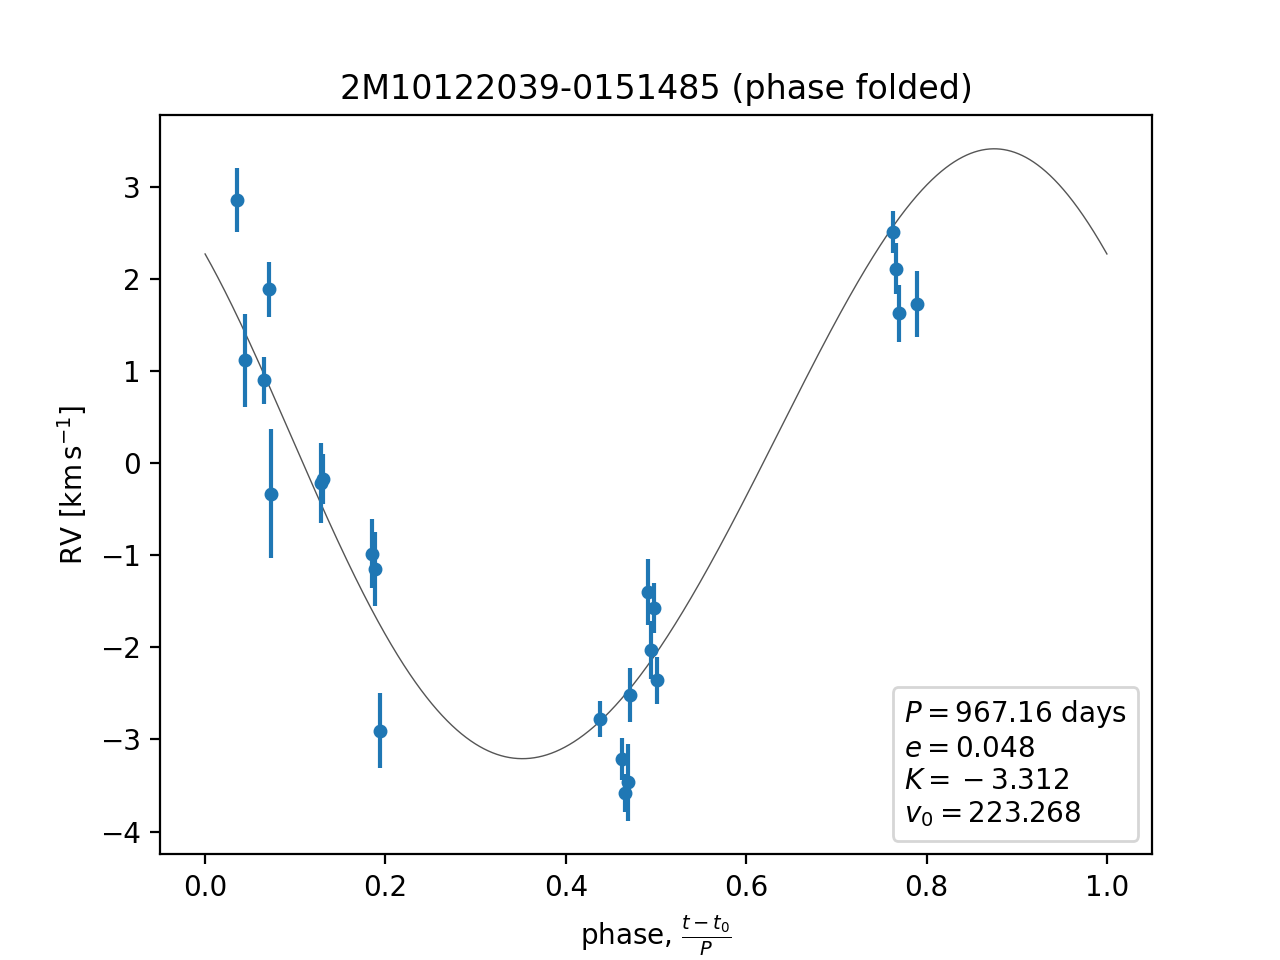 2M10122039-0151485 (phase folded)
RV [km s⁻¹]
3
2
1
0
−1
−2
−3
−4
P = 967.16 days
e = 0.048
K = −3.312
v₀ = 223.268
0.0 0.2 0.4 0.6 0.8 1.0
phase, (t − t₀)/P